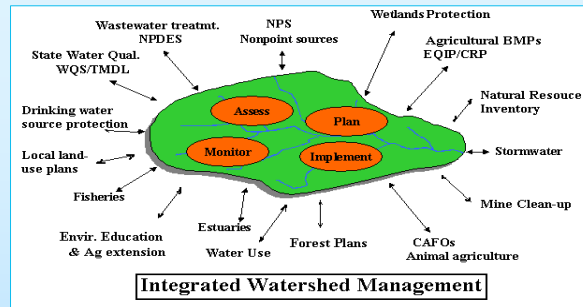 Wastewater treatmt.
NPDES
NPS
Nonpoint sources
Wetlands Protection
State Water Qual.
WQS/TMDL
Agricultural BMPs
EQIP/CRP
Natural Resouce
Inventory
Drinking water
source protection
Assess
Plan
Monitor
Implement
Stormwater
Local land-
use plans
Fisheries
Mine Clean-up
Envir. Education
& Ag extension
Estuaries
Water Use
Forest Plans
CAFOs
Animal agriculture
Integrated Watershed Management